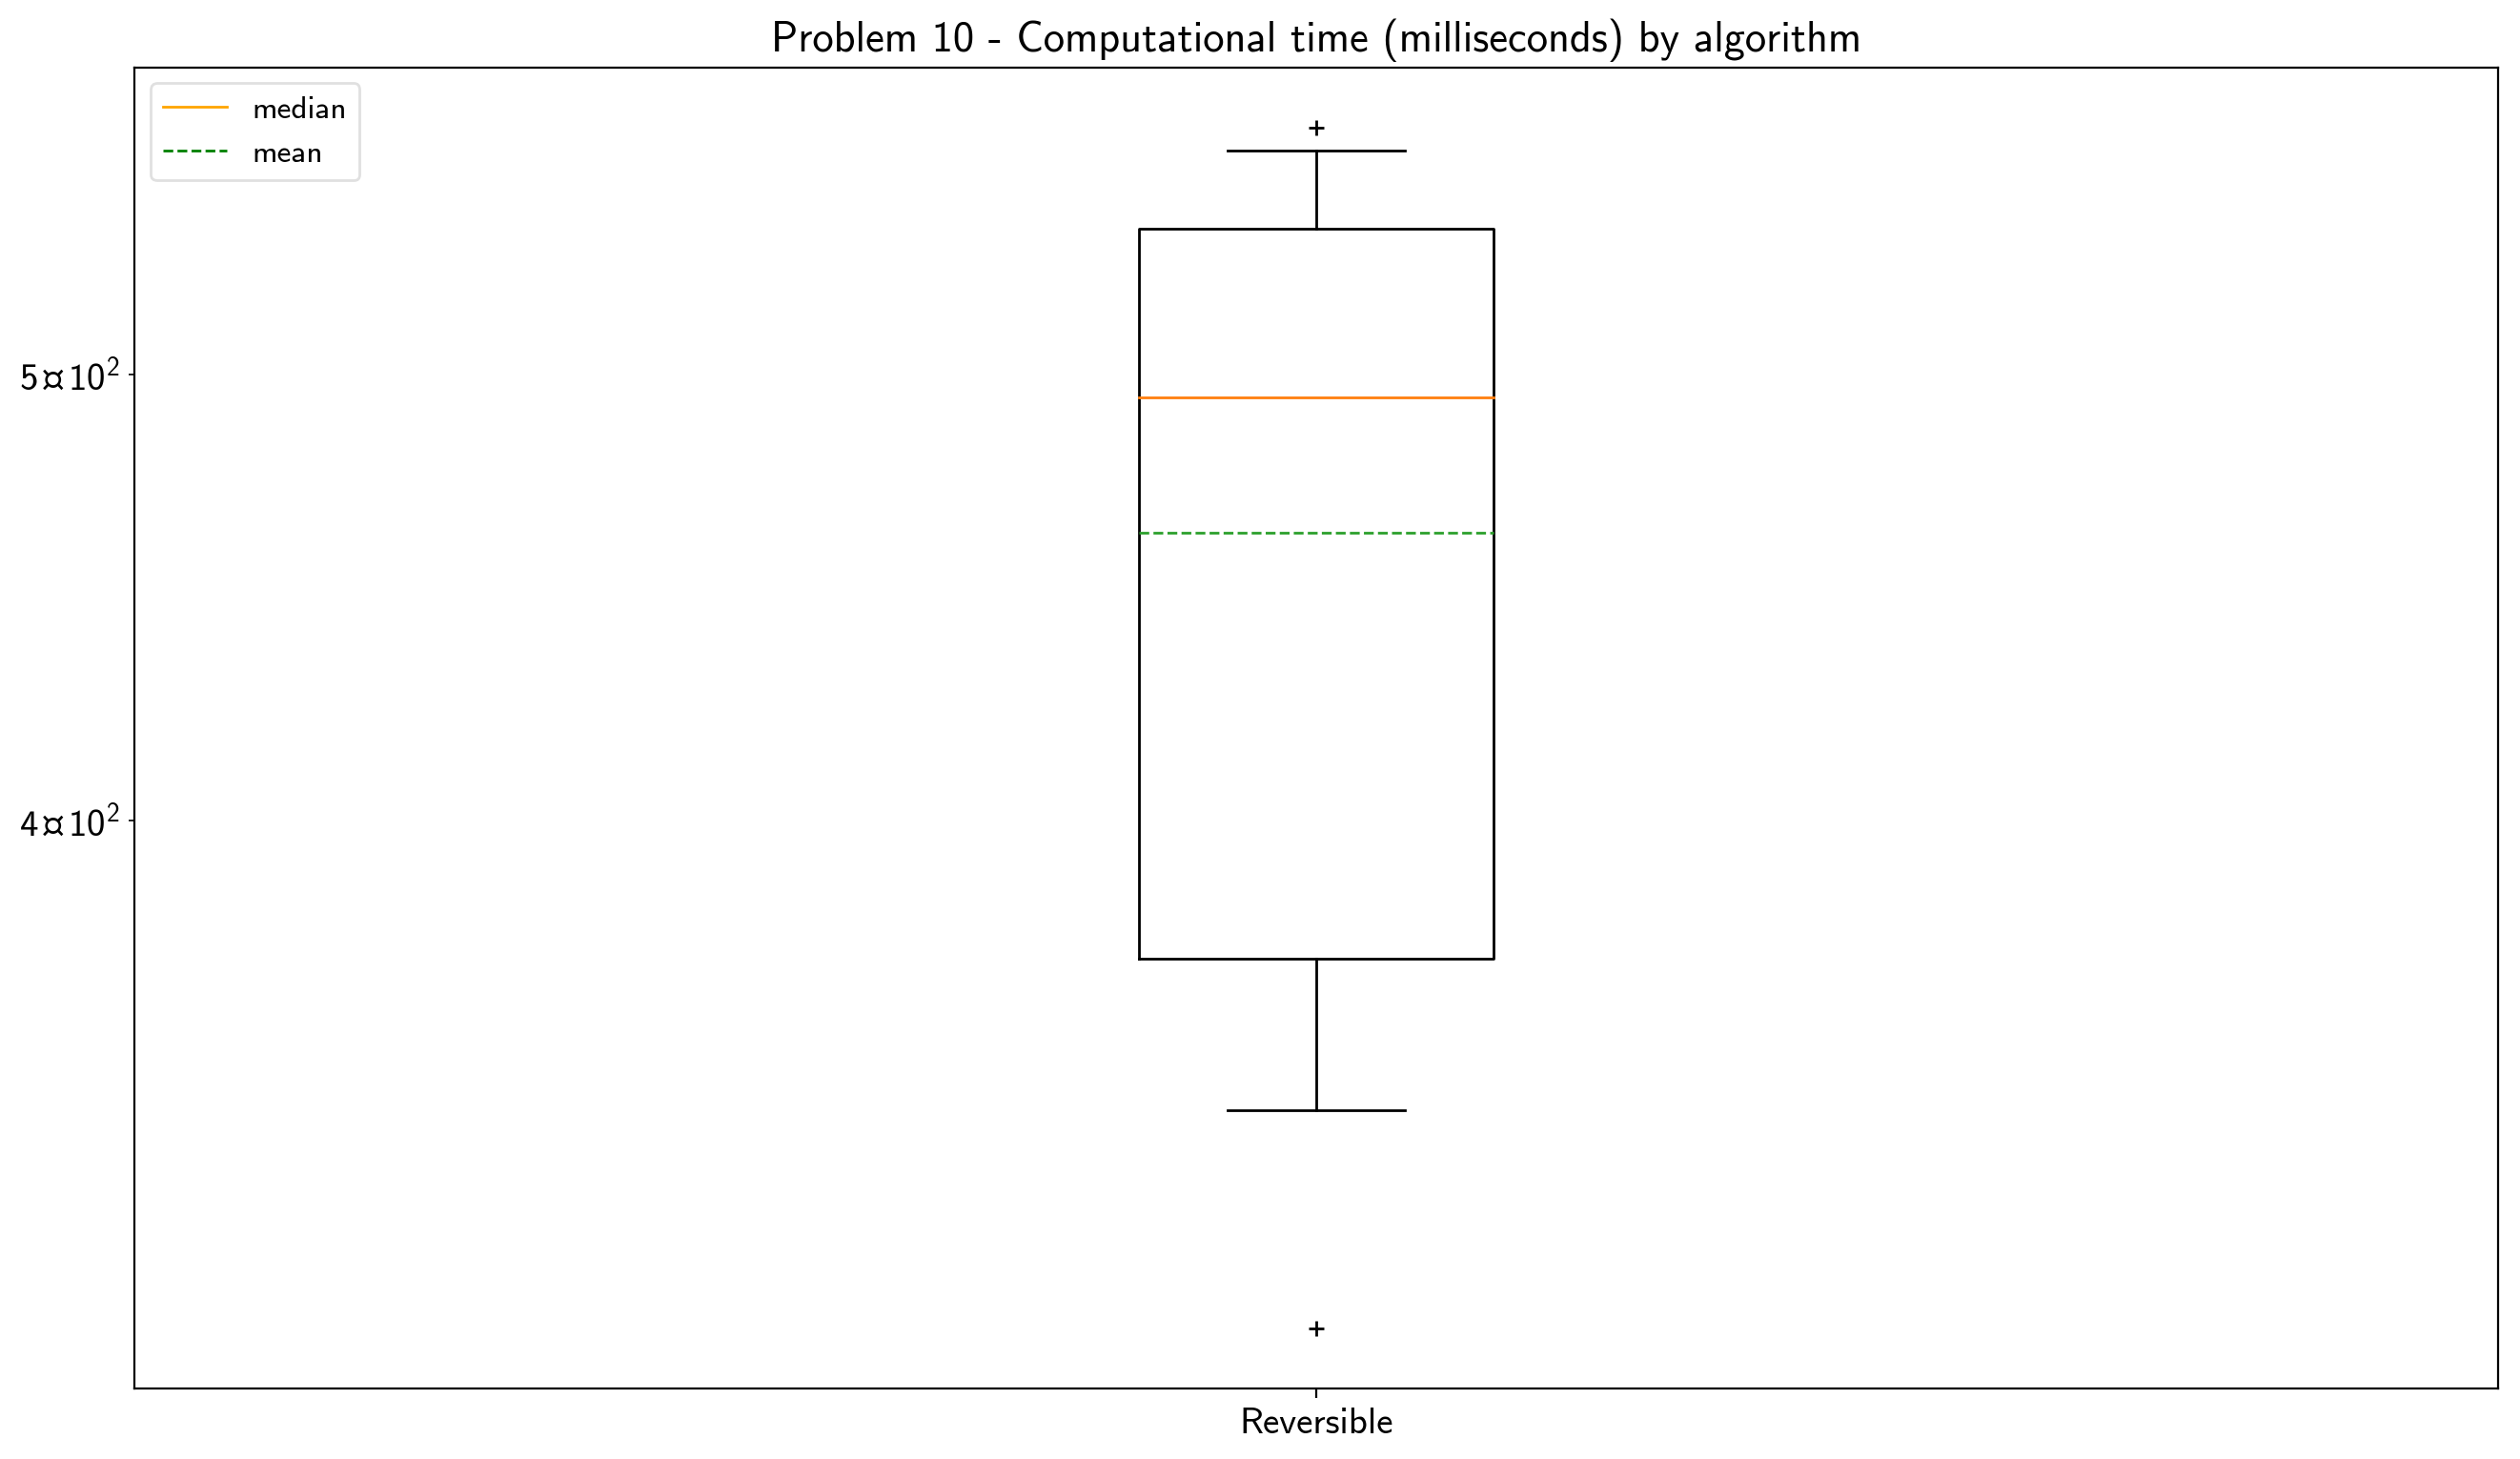 Problem 10 - Computational time (milliseconds) by algorithm
median
mean
5¤10²
4¤10²
Reversible